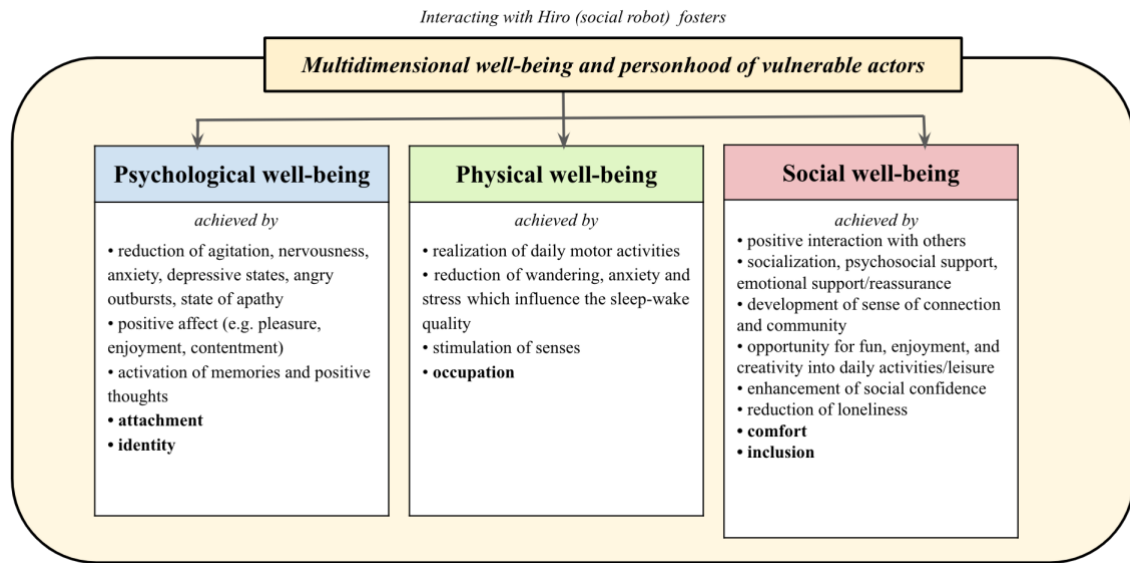 Interacting with Hiro (social robot) fosters
Multidimensional well-being and personhood of vulnerable actors
Psychological well-being
achieved by
• reduction of agitation, nervousness,
anxiety, depressive states, angry
outbursts, state of apathy
• positive affect (e.g. pleasure,
enjoyment, contentment)
• activation of memories and positive
thoughts
• attachment
• identity
Physical well-being
achieved by
• realization of daily motor activities
• reduction of wandering, anxiety and
stress which influence the sleep-wake
quality
• stimulation of senses
• occupation
Social well-being
achieved by
• positive interaction with others
• socialization, psychosocial support,
emotional support/reassurance
• development of sense of connection
and community
• opportunity for fun, enjoyment, and
creativity into daily activities/leisure
• enhancement of social confidence
• reduction of loneliness
• comfort
• inclusion